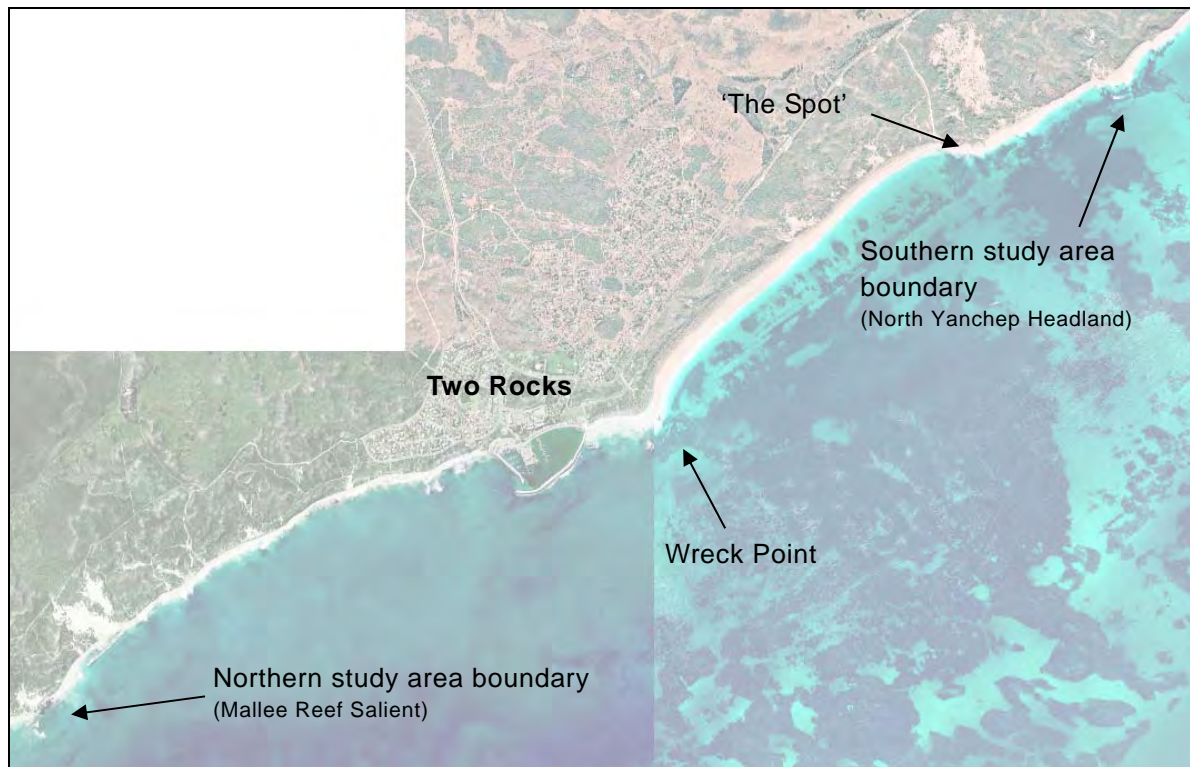 ‘The Spot’
Southern study area
boundary
(North Yanchep Headland)
Two Rocks
Wreck Point
Northern study area boundary
(Mallee Reef Salient)